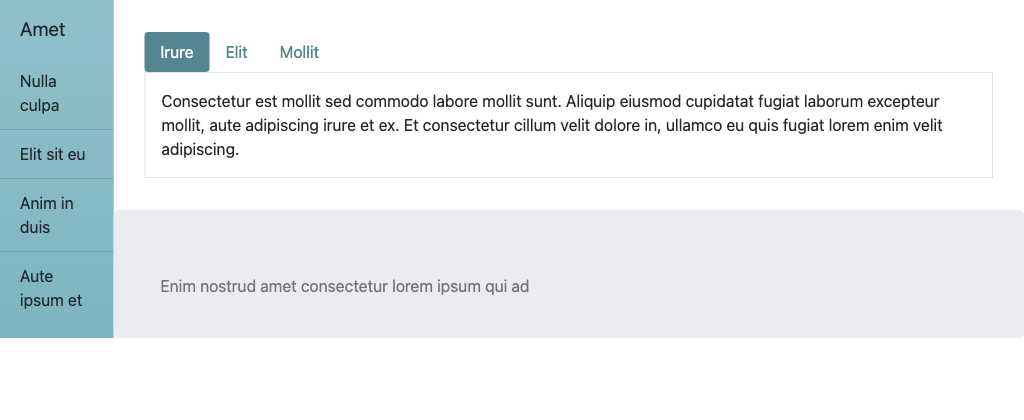 Amet
Nulla
culpa
Elit sit eu
Anim in
duis
Aute
ipsum et
Irure
Elit
Mollit
Consectetur est mollit sed commodo labore mollit sunt. Aliquip eiusmod cupidatat fugiat laborum excepteur
mollit, aute adipiscing irure et ex. Et consectetur cillum velit dolore in, ullamco eu quis fugiat lorem enim velit
adipiscing.
Enim nostrud amet consectetur lorem ipsum qui ad